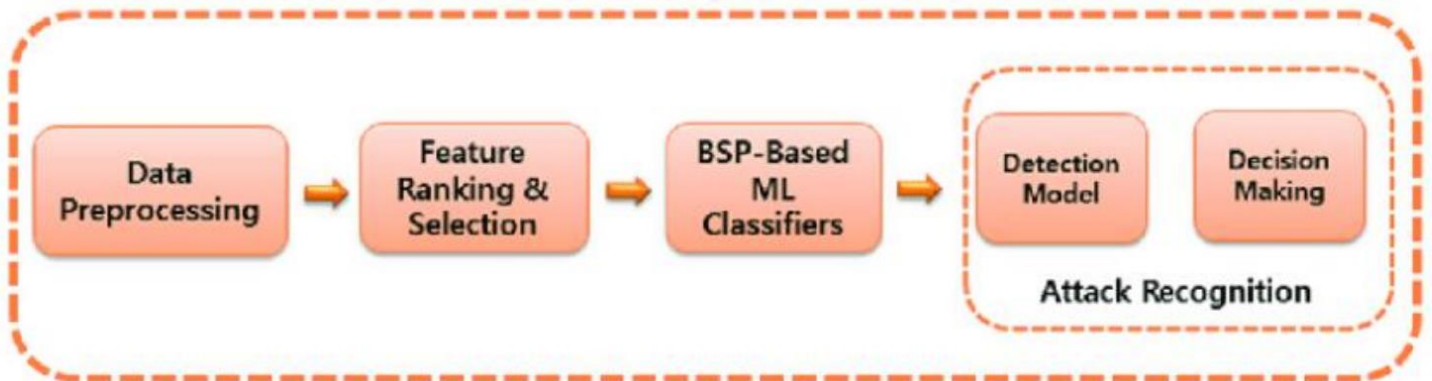 Data
Preprocessing
Feature
Ranking &
Selection
BSP-Based
ML
Classifiers
Detection
Model
Decision
Making
Attack Recognition